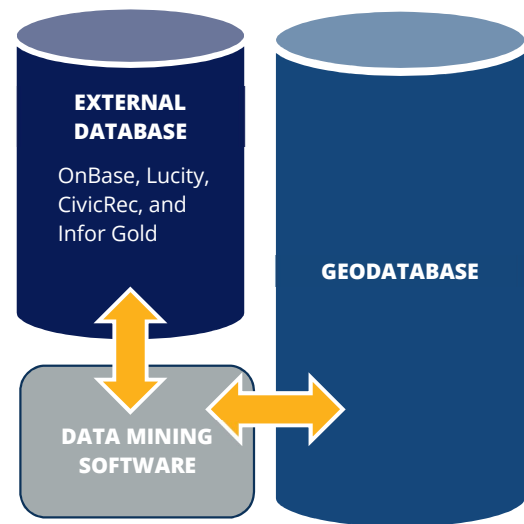 EXTERNAL
DATABASE
OnBase, Lucity,
CivicRec, and
Infor Gold
GEODATABASE
DATA MINING
SOFTWARE